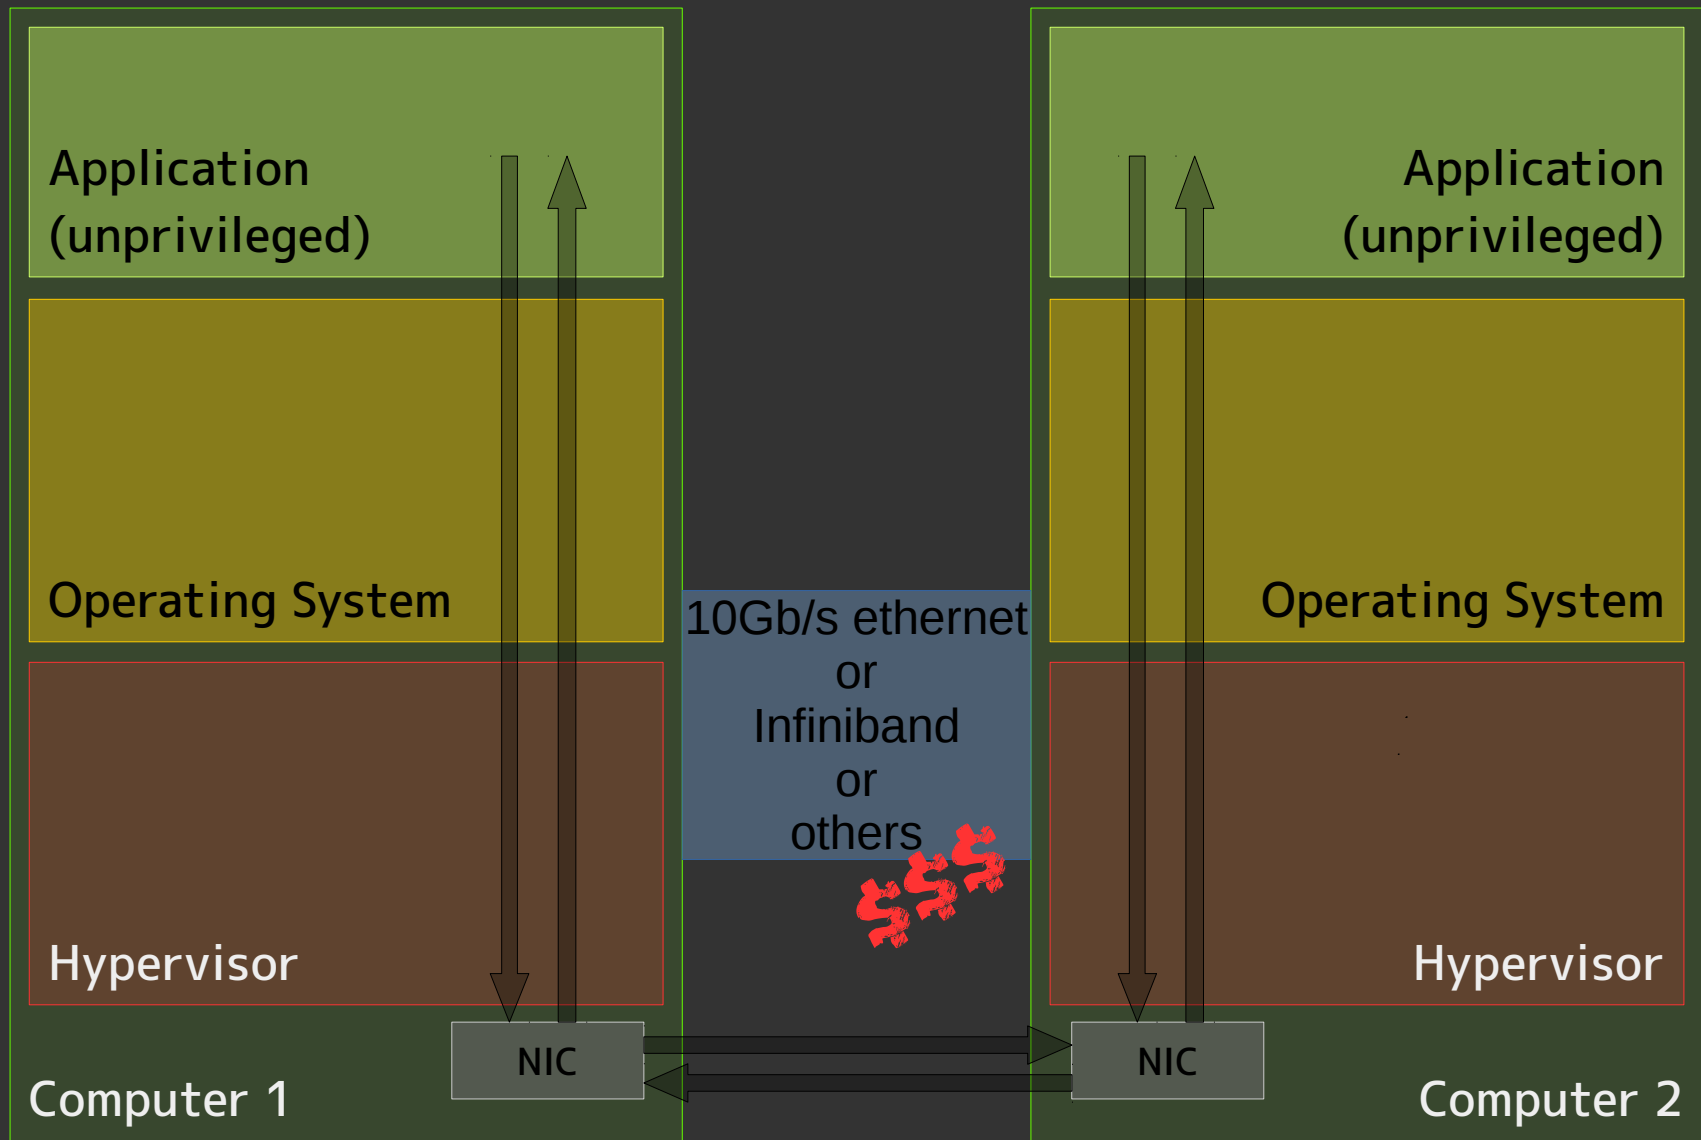 Application
(unprivileged)
Operating System
Hypervisor
NIC
Computer 1
10Gb/s ethernet
or
Infiniband
or
others
$$$
Application
(unprivileged)
Operating System
Hypervisor
NIC
Computer 2